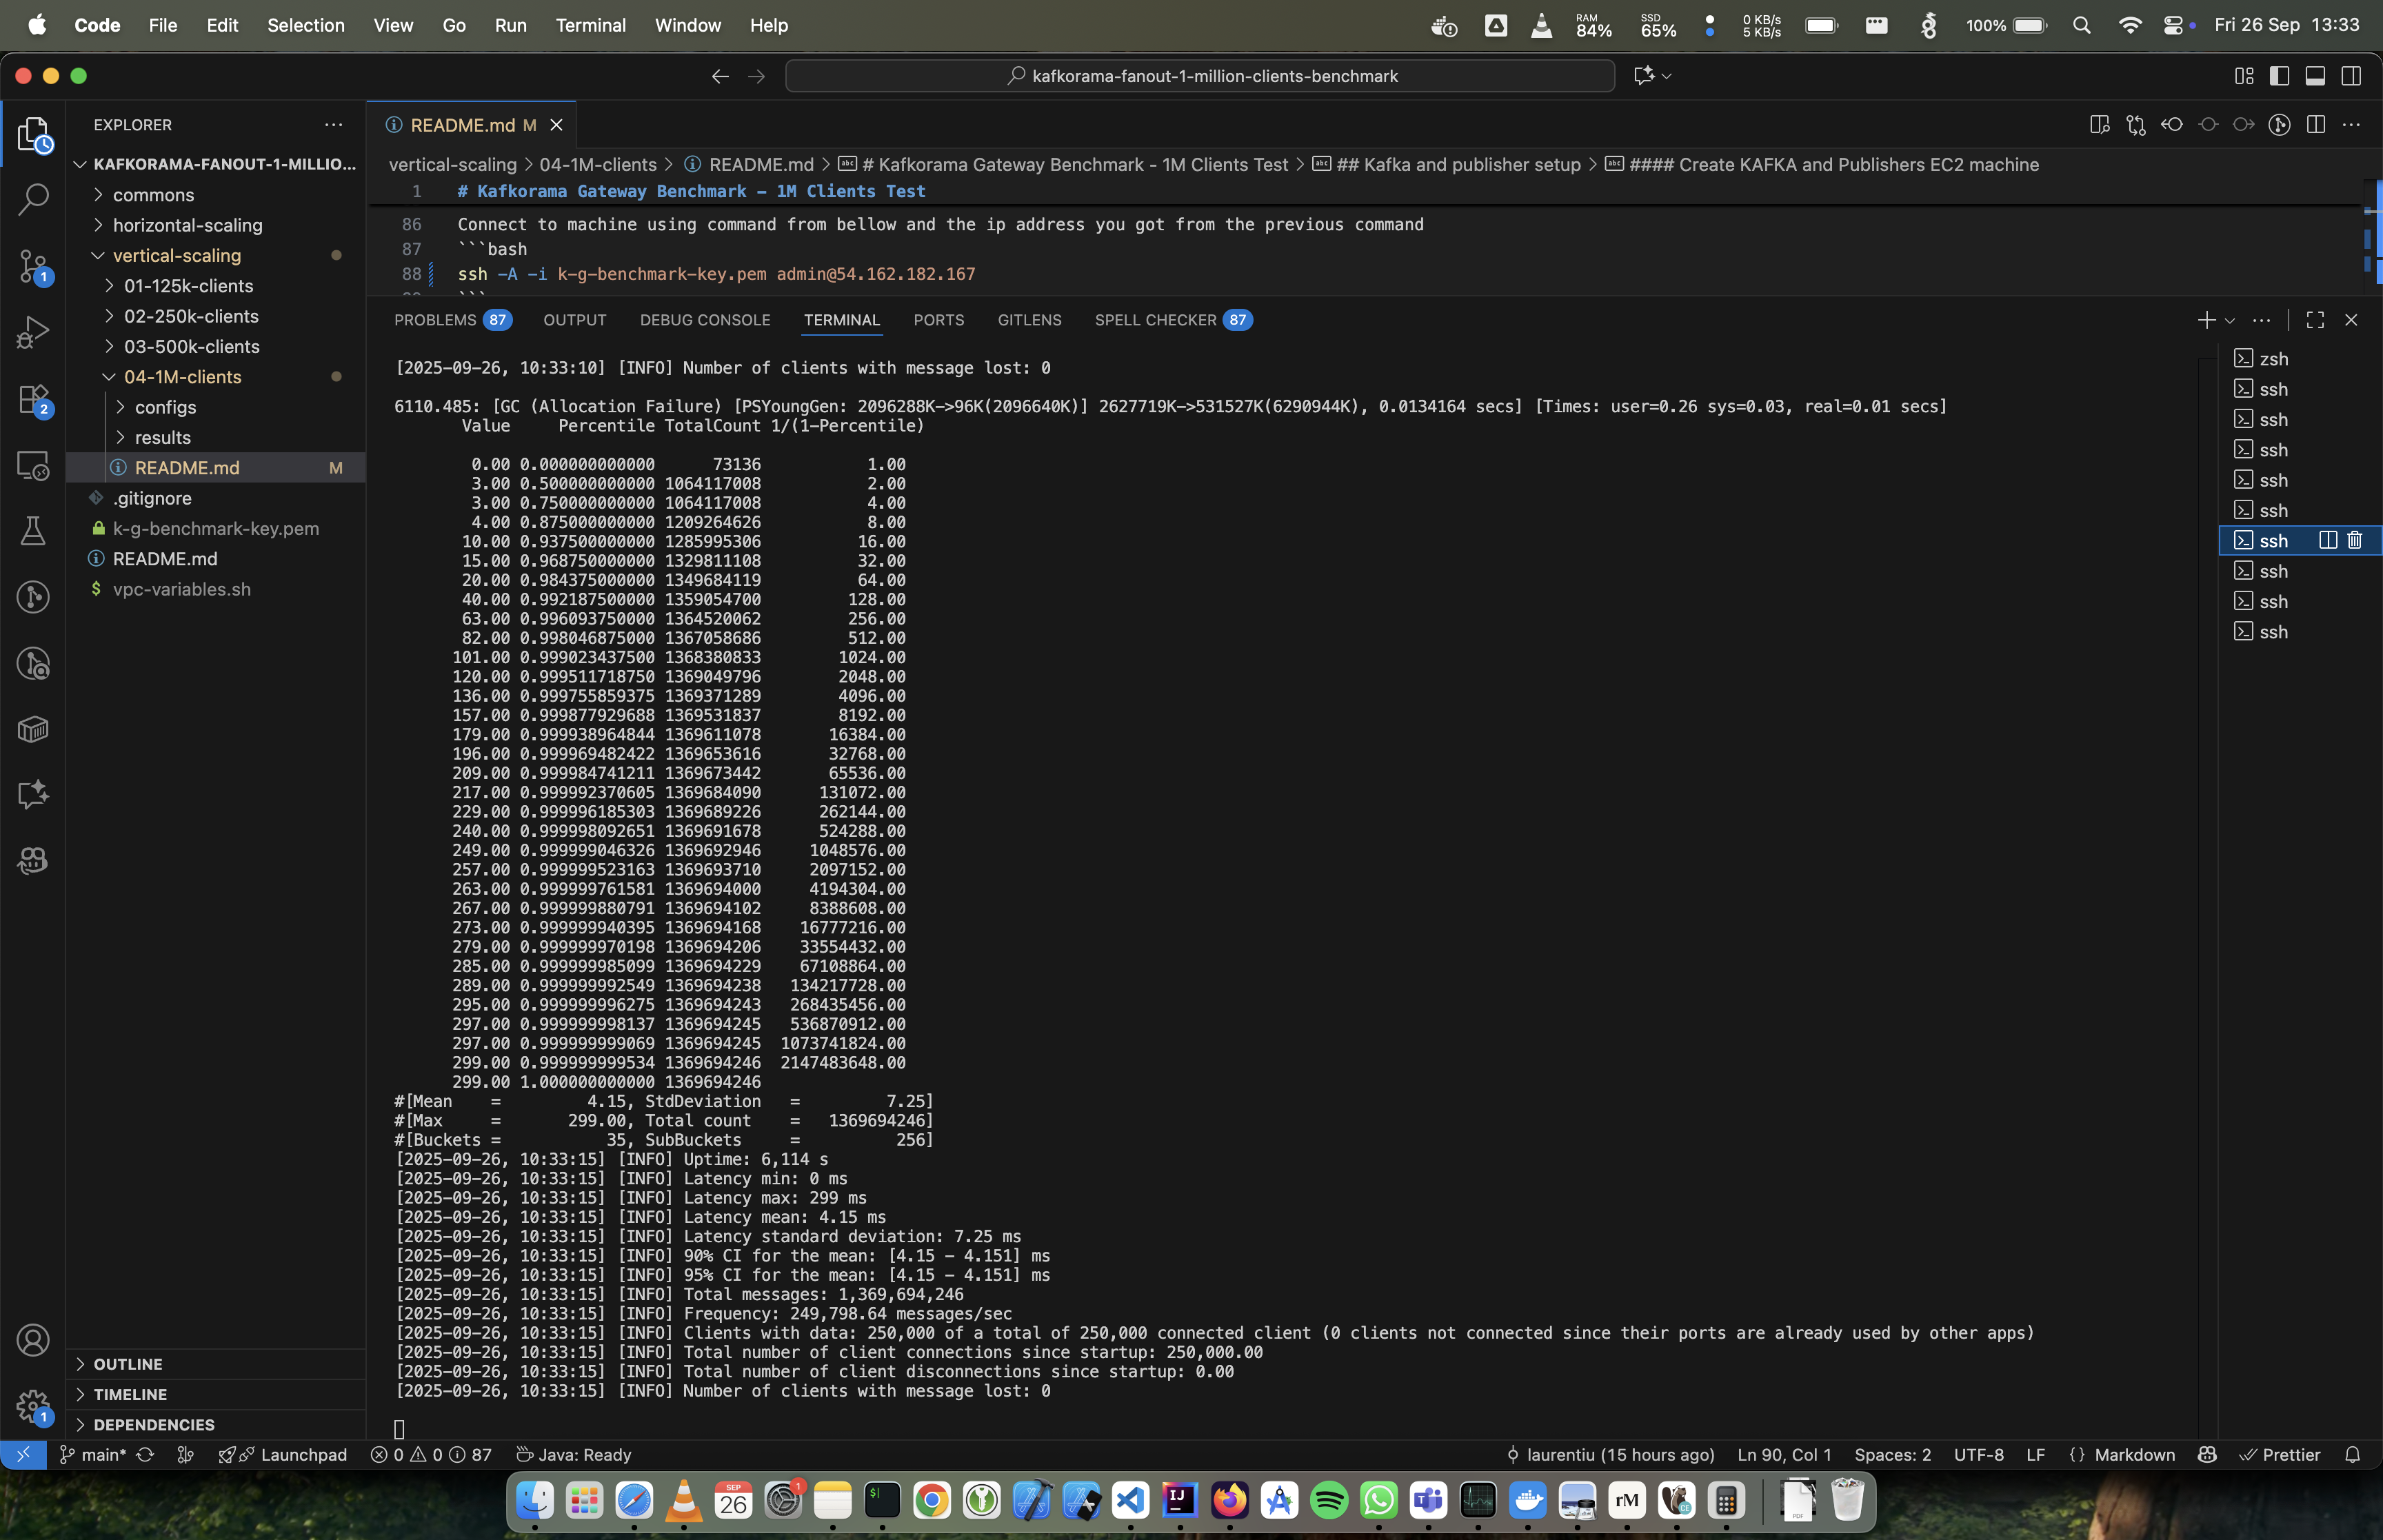 Code File Edit Selection View Go Run Terminal Window Help RAM 84% SSD 65% 0 KB/s 5 KB/s 100% Fri 26 Sep 13:33
kafkorama-fanout-1-million-clients-benchmark
EXPLORER
KAFKORAMA-FANOUT-1-MILLIO...
commons
horizontal-scaling
vertical-scaling
01-125k-clients
02-250k-clients
03-500k-clients
04-1M-clients
configs
results
README.md M
.gitignore
k-g-benchmark-key.pem
README.md
$ vpc-variables.sh
OUTLINE
TIMELINE
DEPENDENCIES
1
2
1
README.md M
vertical-scaling > 04-1M-clients > README.md > # Kafkorama Gateway Benchmark - 1M Clients Test > ## Kafka and publisher setup > #### Create KAFKA and Publishers EC2 machine
1 # Kafkorama Gateway Benchmark - 1M Clients Test
86 Connect to machine using command from bellow and the ip address you got from the previous command
87 ```bash
88 ssh -A -i k-g-benchmark-key.pem admin@54.162.182.167
89 ```
PROBLEMS 87 OUTPUT DEBUG CONSOLE TERMINAL PORTS GITLENS SPELL CHECKER 87
[2025-09-26, 10:33:10] [INFO] Number of clients with message lost: 0
6110.485: [GC (Allocation Failure) [PSYoungGen: 2096288K->96K(2096640K)] 2627719K->531527K(6290944K), 0.0134164 secs] [Times: user=0.26 sys=0.03, real=0.01 secs]
Value Percentile TotalCount 1/(1-Percentile)
0.00 0.000000000000 73136 1.00
3.00 0.500000000000 1064117008 2.00
3.00 0.750000000000 1064117008 4.00
4.00 0.875000000000 1209264626 8.00
10.00 0.937500000000 1285995306 16.00
15.00 0.968750000000 1329811108 32.00
20.00 0.984375000000 1349684119 64.00
40.00 0.992187500000 1359054700 128.00
63.00 0.996093750000 1364520062 256.00
82.00 0.998046875000 1367058686 512.00
101.00 0.999023437500 1368380833 1024.00
120.00 0.999511718750 1369049796 2048.00
136.00 0.999755859375 1369371289 4096.00
157.00 0.999877929688 1369531837 8192.00
179.00 0.999938964844 1369611078 16384.00
196.00 0.999969482422 1369653616 32768.00
209.00 0.999984741211 1369673442 65536.00
217.00 0.999992370605 1369684090 131072.00
229.00 0.999996185303 1369689226 262144.00
240.00 0.999998092651 1369691678 524288.00
249.00 0.999999046326 1369692946 1048576.00
257.00 0.999999523163 1369693710 2097152.00
263.00 0.999999761581 1369694000 4194304.00
267.00 0.999999880791 1369694102 8388608.00
273.00 0.999999940395 1369694168 16777216.00
279.00 0.999999970198 1369694206 33554432.00
285.00 0.999999985099 1369694229 67108864.00
289.00 0.999999992549 1369694238 134217728.00
295.00 0.999999996275 1369694243 268435456.00
297.00 0.999999998137 1369694245 536870912.00
297.00 0.999999999069 1369694245 1073741824.00
299.00 0.999999999534 1369694246 2147483648.00
299.00 1.000000000000 1369694246
#[Mean = 4.15, StdDeviation = 7.25]
#[Max = 299.00, Total count = 1369694246]
#[Buckets = 35, SubBuckets = 256]
[2025-09-26, 10:33:15] [INFO] Uptime: 6,114 s
[2025-09-26, 10:33:15] [INFO] Latency min: 0 ms
[2025-09-26, 10:33:15] [INFO] Latency max: 299 ms
[2025-09-26, 10:33:15] [INFO] Latency mean: 4.15 ms
[2025-09-26, 10:33:15] [INFO] Latency standard deviation: 7.25 ms
[2025-09-26, 10:33:15] [INFO] 90% CI for the mean: [4.15 - 4.151] ms
[2025-09-26, 10:33:15] [INFO] 95% CI for the mean: [4.15 - 4.151] ms
[2025-09-26, 10:33:15] [INFO] Total messages: 1,369,694,246
[2025-09-26, 10:33:15] [INFO] Frequency: 249,798.64 messages/sec
[2025-09-26, 10:33:15] [INFO] Clients with data: 250,000 of a total of 250,000 connected client (0 clients not connected since their ports are already used by other apps)
[2025-09-26, 10:33:15] [INFO] Total number of client connections since startup: 250,000.00
[2025-09-26, 10:33:15] [INFO] Total number of client disconnections since startup: 0.00
[2025-09-26, 10:33:15] [INFO] Number of clients with message lost: 0
zsh
ssh
ssh
ssh
ssh
ssh
ssh
ssh
ssh
ssh
main* Launchpad 0 0 87 Java: Ready laurentiu (15 hours ago) Ln 90, Col 1 Spaces: 2 UTF-8 LF {} Markdown Prettier
SEP
26
1
$
IJ
rM
CE
PDF